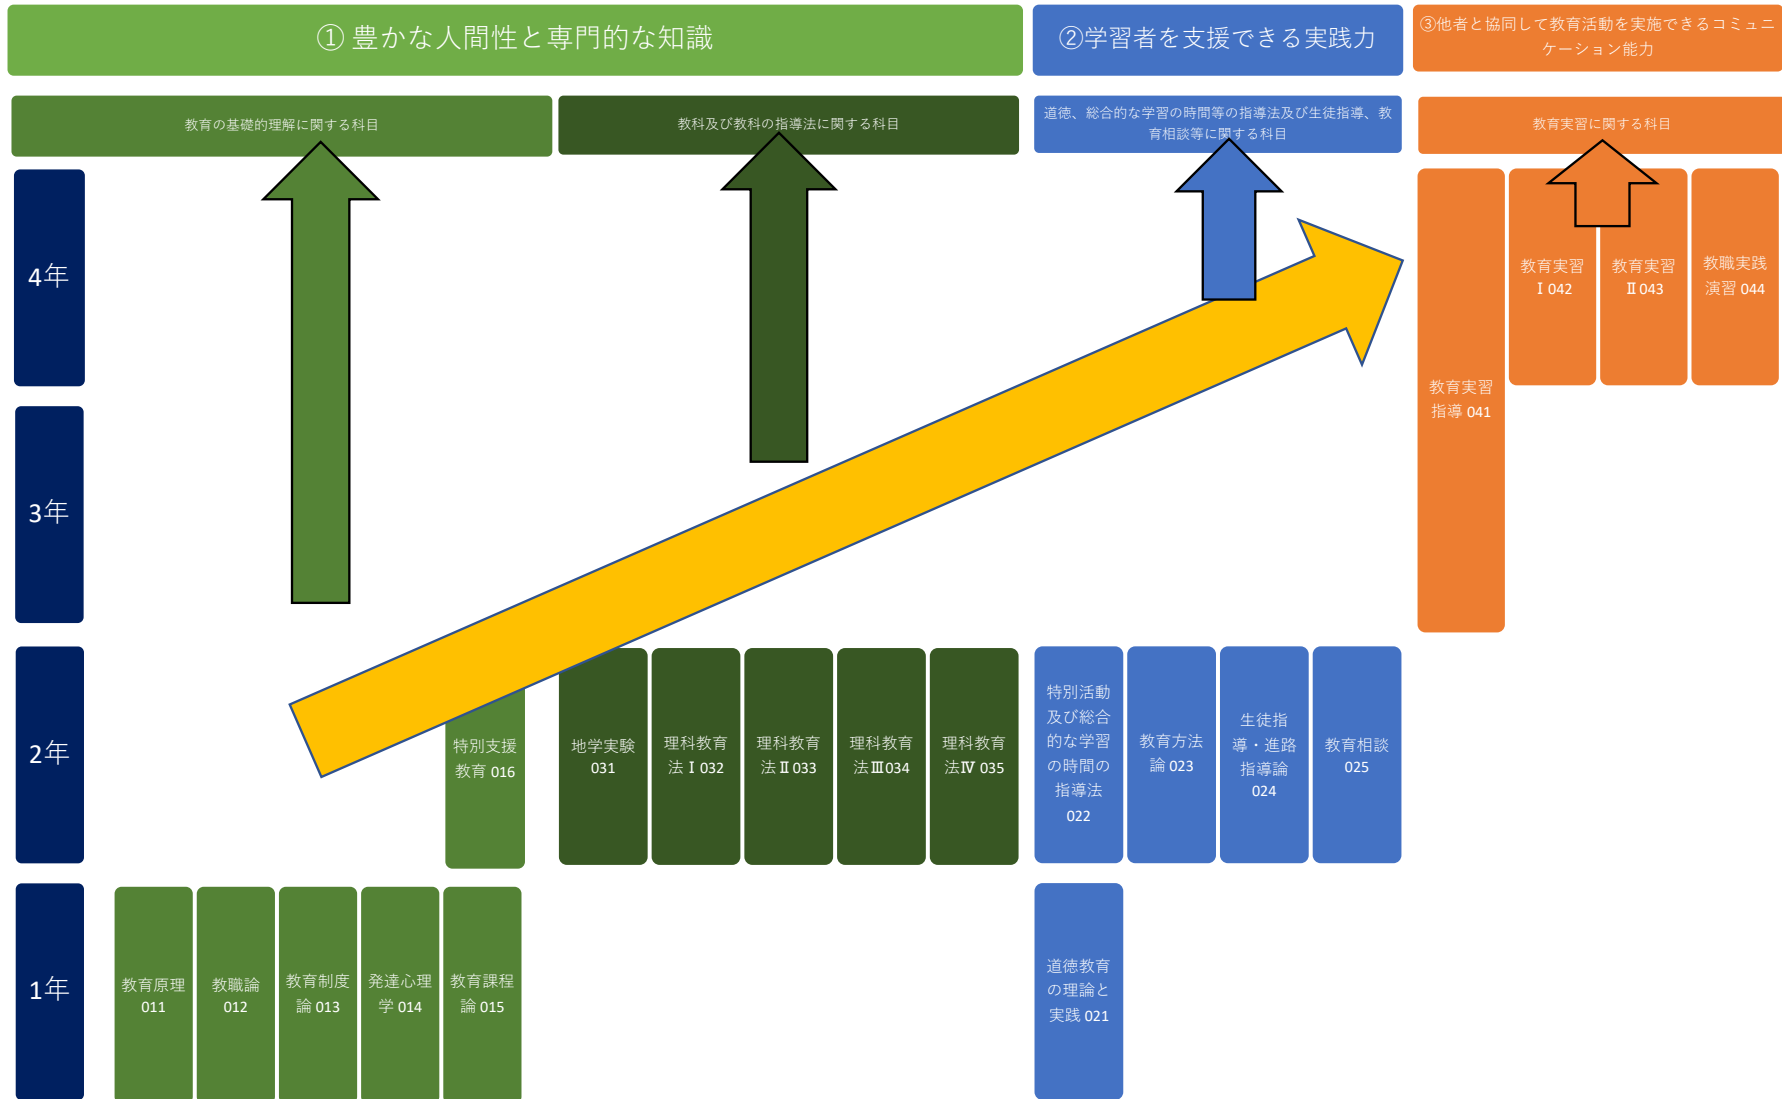 ① 豊かな人間性と専門的な知識
②学習者を支援できる実践力
③他者と協同して教育活動を実施できるコミュニ
ケーション能力
教育の基礎的理解に関する科目
教科及び教科の指導法に関する科目
道徳、総合的な学習の時間等の指導法及び生徒指導、教
育相談等に関する科目
教育実習に関する科目
4年
教育実習
指導 041
教育実習
Ⅰ 042
教育実習
Ⅱ 043
教職実践
演習 044
3年
2年
特別支援
教育 016
地学実験
031
理科教育
法Ⅰ 032
理科教育
法Ⅱ 033
理科教育
法Ⅲ034
理科教育
法Ⅳ 035
特別活動
及び総合
的な学習
の時間の
指導法
022
教育方法
論 023
生徒指
導・進路
指導論
024
教育相談
025
1年
教育原理
011
教職論
012
教育制度
論 013
発達心理
学 014
教育課程
論 015
道徳教育
の理論と
実践 021